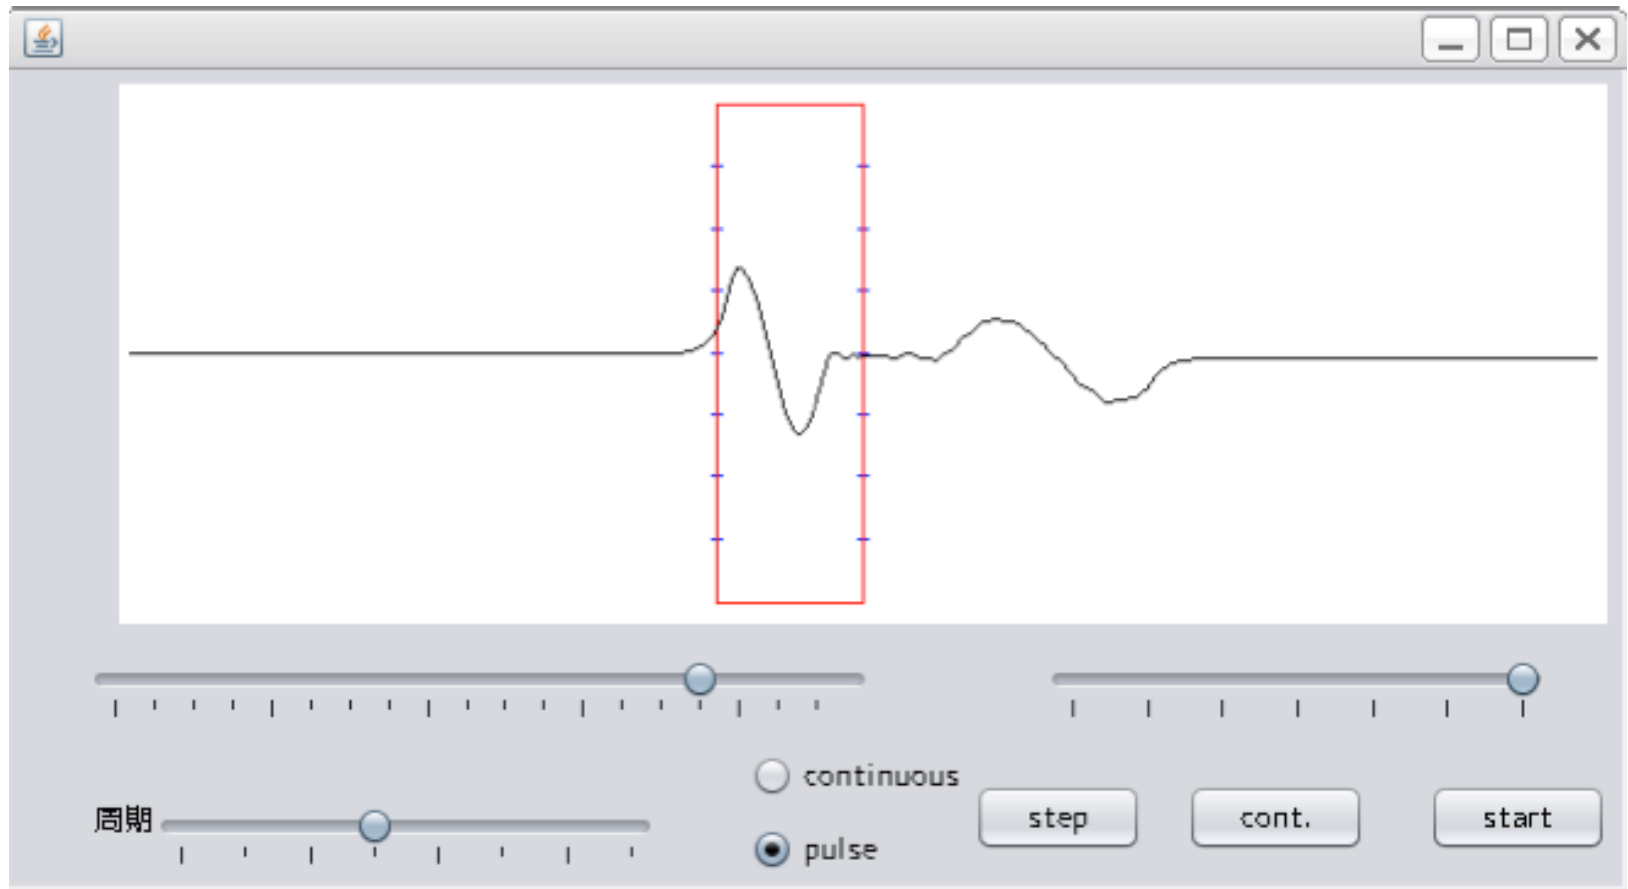 continuous
周期
pulse
step
cont.
start